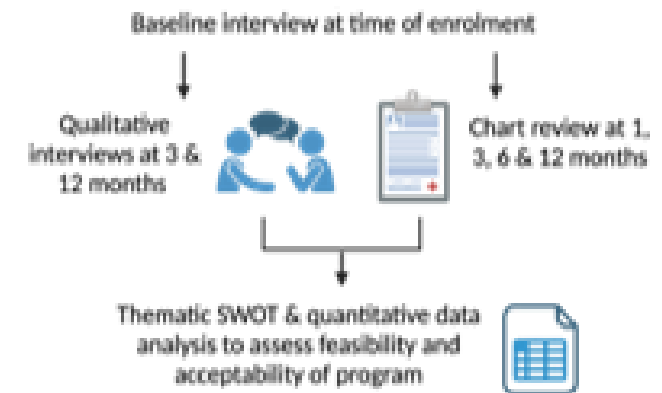 Baseline interview at time of enrolment
Qualitative
interviews at 3 &
12 months
Chart review at 1,
3, 6 & 12 months
Thematic SWOT & quantitative data
analysis to assess feasibility and
acceptability of program